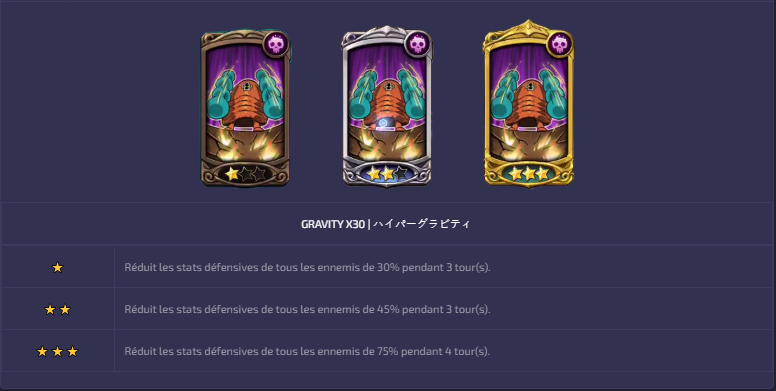 GRAVITY X30 | ハイパーグラビティ
Réduit les stats défensives de tous les ennemis de 30% pendant 3 tour(s).
Réduit les stats défensives de tous les ennemis de 45% pendant 3 tour(s).
Réduit les stats défensives de tous les ennemis de 75% pendant 4 tour(s).